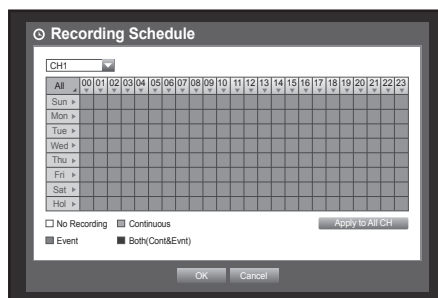 Recording Schedule
CH1
All 00 01 02 03 04 05 06 07 08 09 10 11 12 13 14 15 16 17 18 19 20 21 22 23
Sun
Mon
Tue
Wed
Thu
Fri
Sat
Hol
No Recording Continuous Apply to All CH
Event Both(Cont&Evnt)
OK Cancel